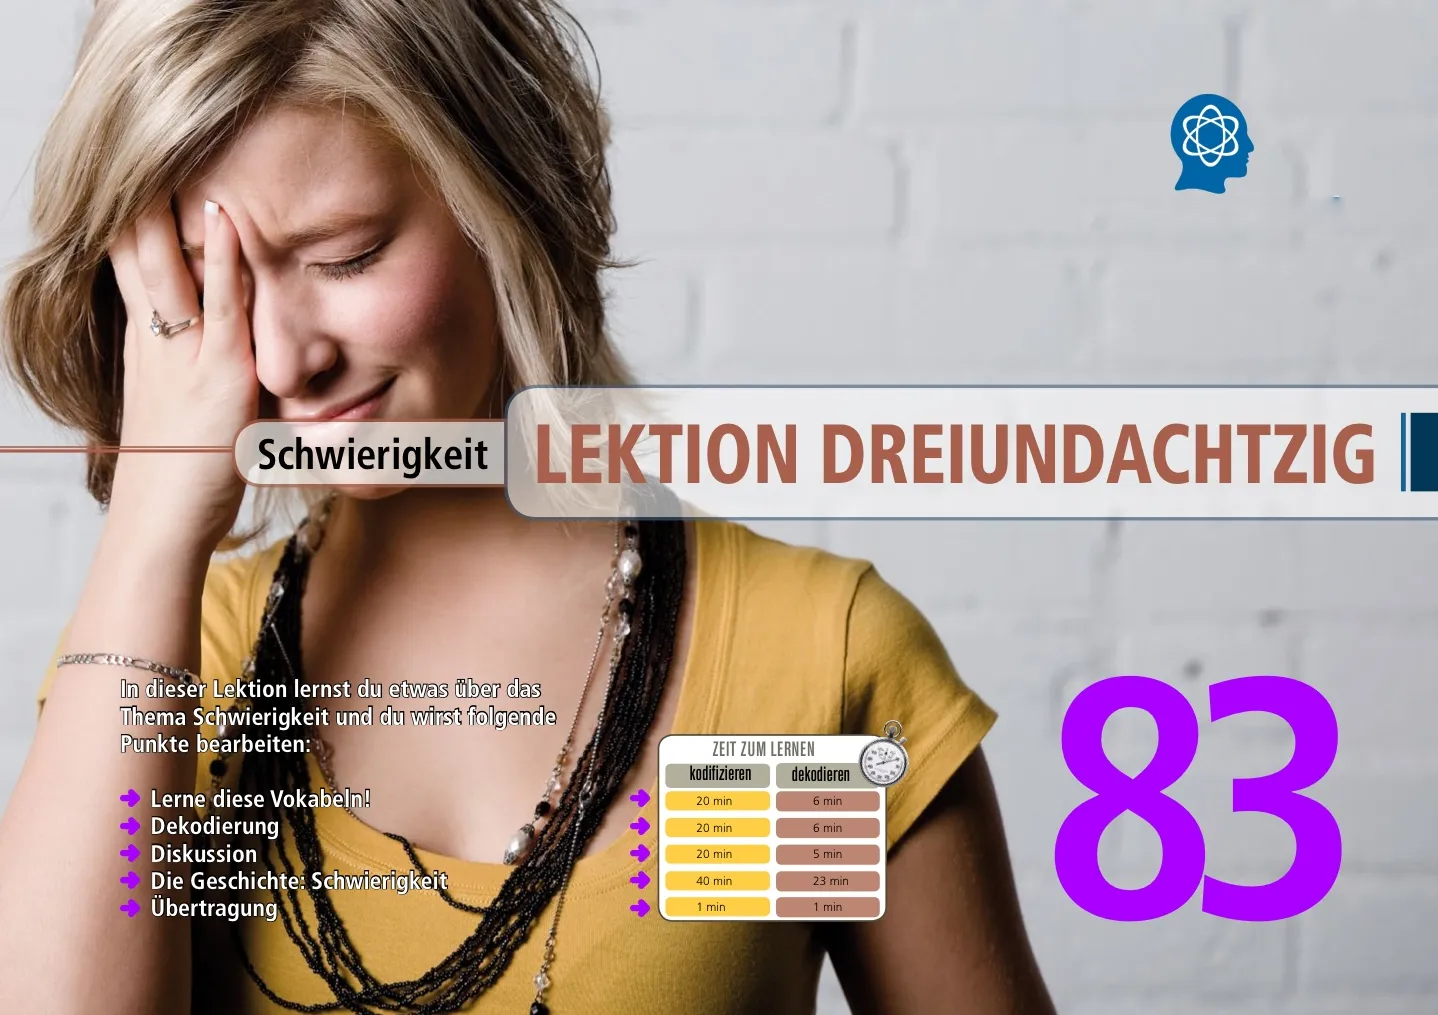 Schwierigkeit
LEKTION DREIUNDACHTZIG
In dieser Lektion lernst du etwas über das
Thema Schwierigkeit und du wirst folgende
Punkte bearbeiten:
Lerne diese Vokabeln!
Dekodierung
Diskussion
Die Geschichte: Schwierigkeit
Übertragung
ZEIT ZUM LERNEN
kodifizieren dekodieren
20 min 6 min
20 min 6 min
20 min 5 min
40 min 23 min
1 min 1 min
83